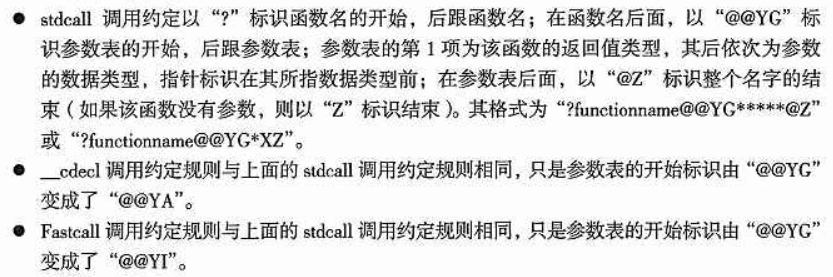 ● stdcall 调用约定以“?”标识函数名的开始，后跟函数名；在函数名后面，以“@@YG”标
识参数表的开始，后跟参数表；参数表的第 1 项为该函数的返回值类型，其后依次为参数
的数据类型，指针标识在其所指数据类型前；在参数表后面，以“@Z”标识整个名字的结
束（如果该函数没有参数，则以“Z”标识结束）。其格式为“?functionname@@YG*****@Z”
或“?functionname@@YG*XZ”。
● __cdecl 调用约定规则与上面的 stdcall 调用约定规则相同，只是参数表的开始标识由“@@YG”
变成了“@@YA”。
● Fastcall 调用约定规则与上面的 stdcall 调用约定规则相同，只是参数表的开始标识由“@@YG”
变成了“@@YI”。